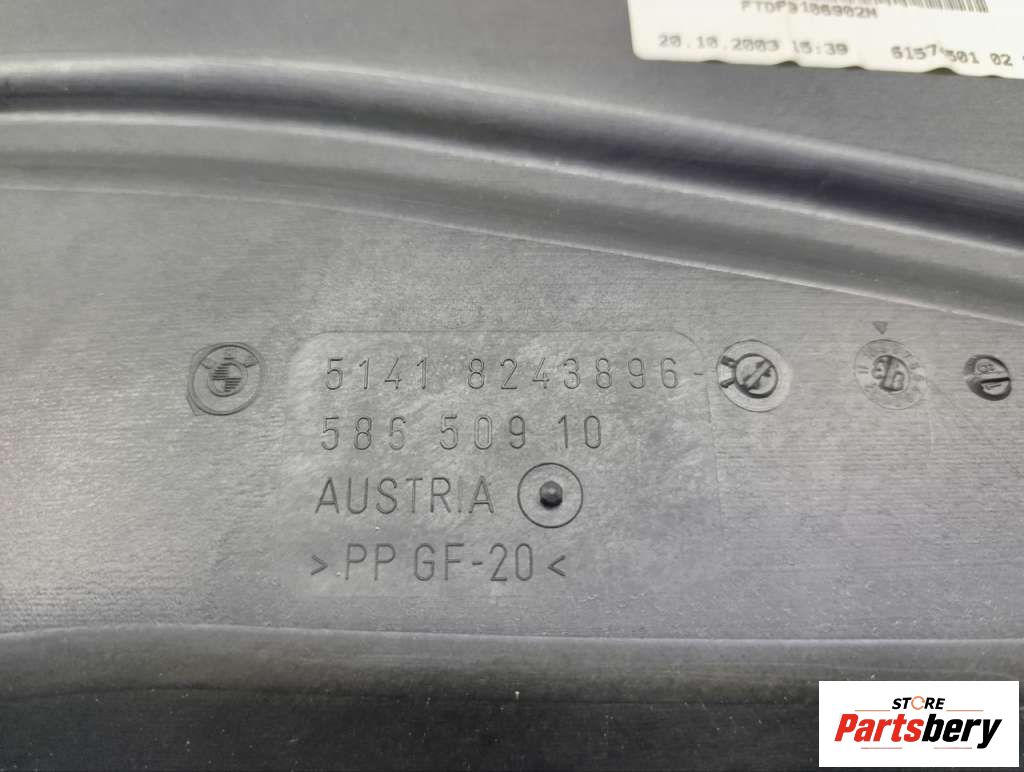 20.10.2003 15:39
5141 8243896-
586 509 10
AUSTRIA
>PP GF-20<
STORE
Partsbery